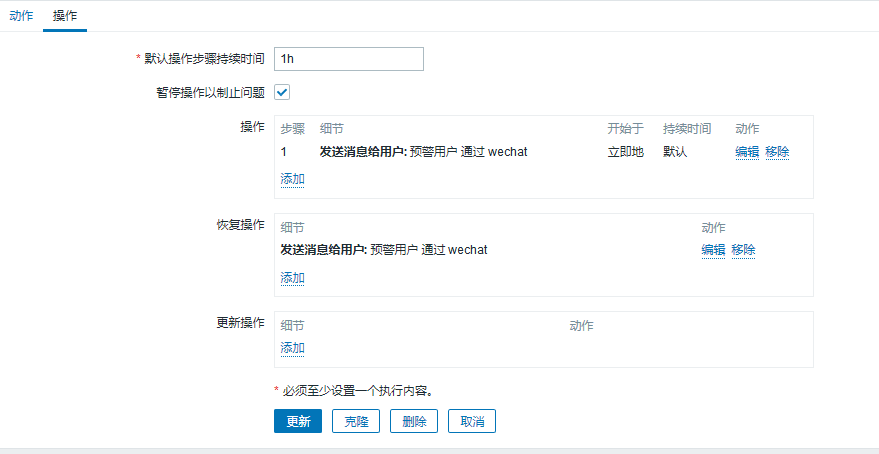 动作 操作
* 默认操作步骤持续时间 1h
暂停操作以制止问题
操作 步骤 细节 开始于 持续时间 动作
1 发送消息给用户: 预警用户 通过 wechat 立即地 默认 编辑 移除
添加
恢复操作 细节 动作
发送消息给用户: 预警用户 通过 wechat 编辑 移除
添加
更新操作 细节 动作
添加
* 必须至少设置一个执行内容。
更新 克隆 删除 取消